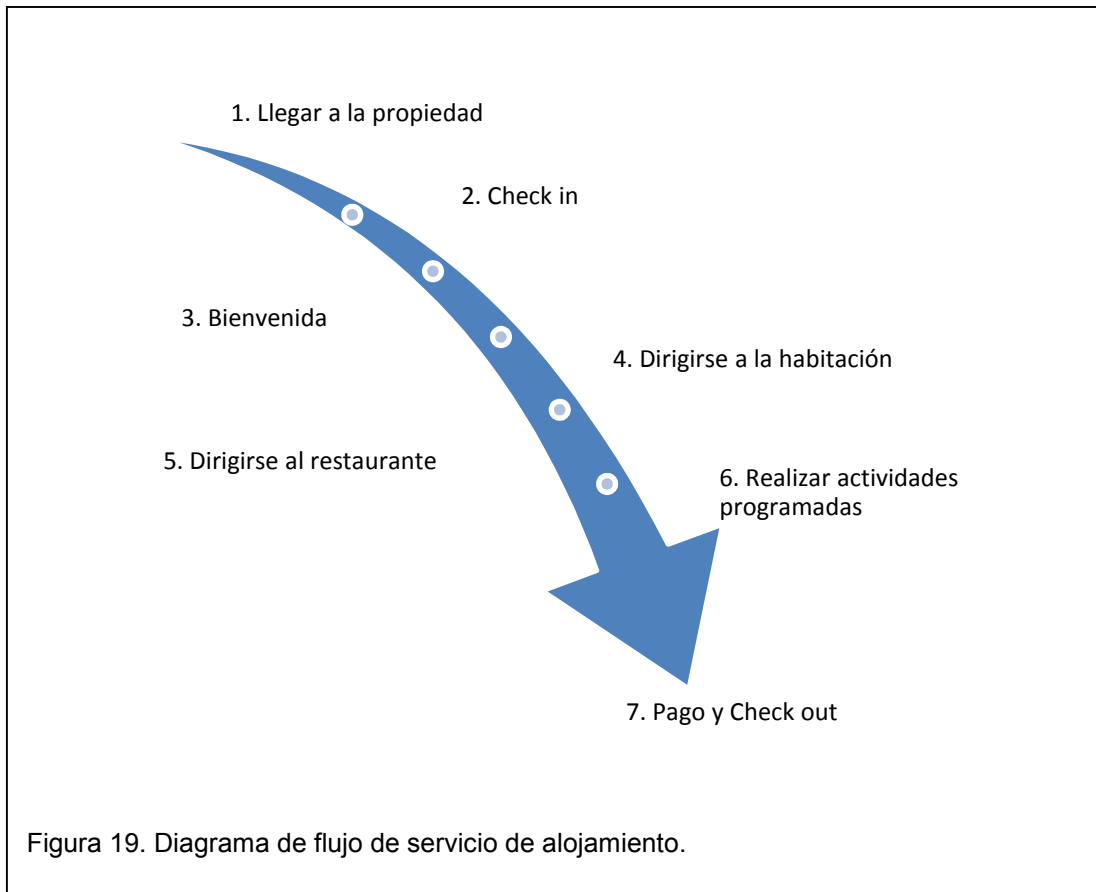 1. Llegar a la propiedad
2. Check in
3. Bienvenida
4. Dirigirse a la habitación
5. Dirigirse al restaurante
6. Realizar actividades
programadas
7. Pago y Check out
Figura 19. Diagrama de flujo de servicio de alojamiento.